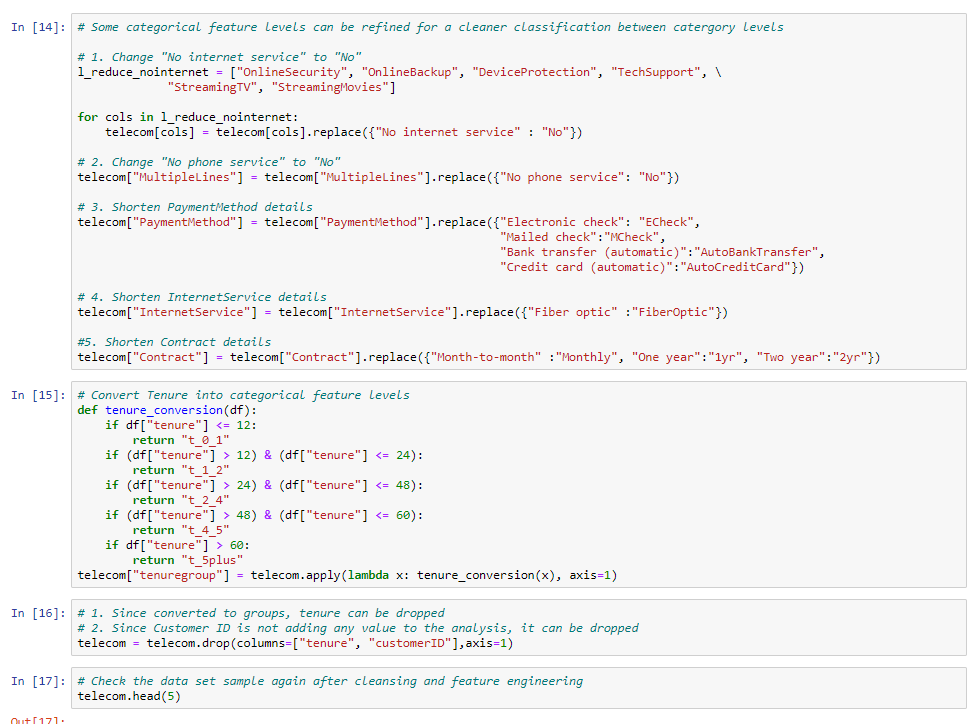 In [14]: # Some categorical feature levels can be refined for a cleaner classification between catergory levels

# 1. Change "No internet service" to "No"
l_reduce_nointernet = ["OnlineSecurity", "OnlineBackup", "DeviceProtection", "TechSupport", \
            "StreamingTV", "StreamingMovies"]

for cols in l_reduce_nointernet:
    telecom[cols] = telecom[cols].replace({"No internet service" : "No"})

# 2. Change "No phone service" to "No"
telecom["MultipleLines"] = telecom["MultipleLines"].replace({"No phone service": "No"})

# 3. Shorten PaymentMethod details
telecom["PaymentMethod"] = telecom["PaymentMethod"].replace({"Electronic check": "ECheck",
                                                             "Mailed check":"MCheck",
                                                             "Bank transfer (automatic)":"AutoBankTransfer",
                                                             "Credit card (automatic)":"AutoCreditCard"})

# 4. Shorten InternetService details
telecom["InternetService"] = telecom["InternetService"].replace({"Fiber optic" :"FiberOptic"})

#5. Shorten Contract details
telecom["Contract"] = telecom["Contract"].replace({"Month-to-month" :"Monthly", "One year":"1yr", "Two year":"2yr"})

In [15]: # Convert Tenure into categorical feature levels
def tenure_conversion(df):
    if df["tenure"] <= 12:
        return "t_0_1"
    if (df["tenure"] > 12) & (df["tenure"] <= 24):
        return "t_1_2"
    if (df["tenure"] > 24) & (df["tenure"] <= 48):
        return "t_2_4"
    if (df["tenure"] > 48) & (df["tenure"] <= 60):
        return "t_4_5"
    if df["tenure"] > 60:
        return "t_5plus"
telecom["tenuregroup"] = telecom.apply(lambda x: tenure_conversion(x), axis=1)

In [16]: # 1. Since converted to groups, tenure can be dropped
# 2. Since Customer ID is not adding any value to the analysis, it can be dropped
telecom = telecom.drop(columns=["tenure", "customerID"],axis=1)

In [17]: # Check the data set sample again after cleansing and feature engineering
telecom.head(5)

Out[17]: